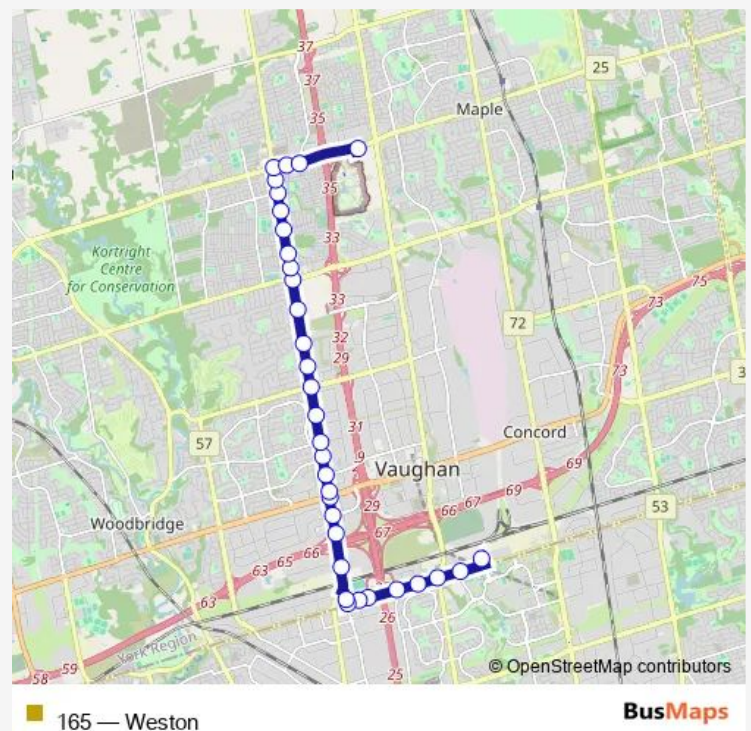 37
37
25
Maple
35
35
Kortright
Centre
for Conservation
33
75
73
33
72
32
29
73
3
31
57
Concord
9
Vaughan
69
69
67
66
29
53
Woodbridge
67
66
65
63
63
York Region
26
59
58
25
© OpenStreetMap contributors
165 — Weston
BusMaps